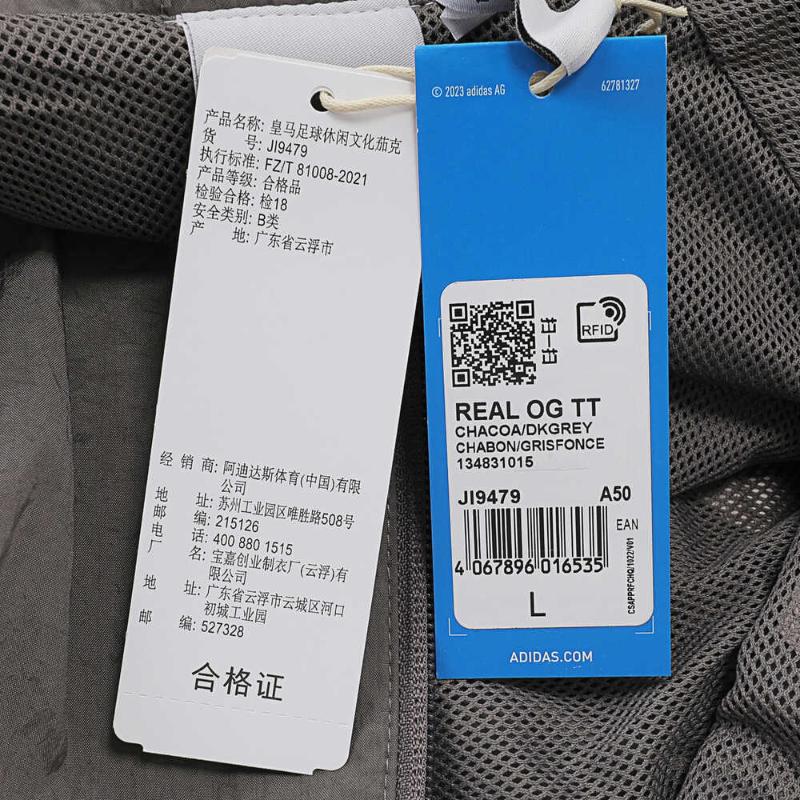 产品名称: 皇马足球休闲文化茄克
货 号: JI9479
执行标准: FZ/T 81008-2021
产品等级: 合格品
检验合格: 检18
安全类别: B类
产 地: 广东省云浮市
经 销 商: 阿迪达斯体育(中国)有限
公司
地 址: 苏州工业园区唯胜路508号
邮 编: 215126
电 话: 400 880 1515
厂 名: 宝嘉创业制衣厂(云浮)有
限公司
地 址: 广东省云浮市云城区河口
初城工业园
邮 编: 527328
合格证
© 2023 adidas AG
62781327
RFID
REAL OG TT
CHACOA/DKGREY
CHABON/GRISFONCE
134831015
JI9479 A50
EAN
4 067896 016535
CSAPPRFCHQ/1022/V01
L
ADIDAS.COM